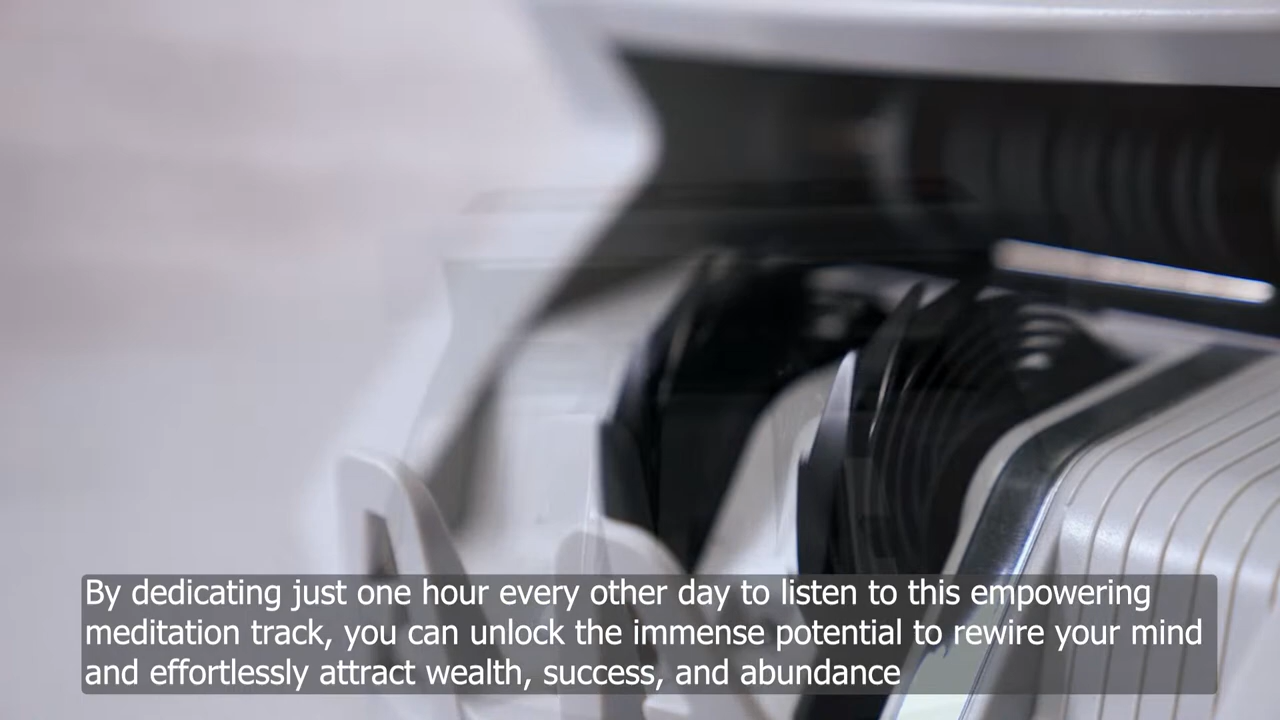 By dedicating just one hour every other day to listen to this empowering
meditation track, you can unlock the immense potential to rewire your mind
and effortlessly attract wealth, success, and abundance